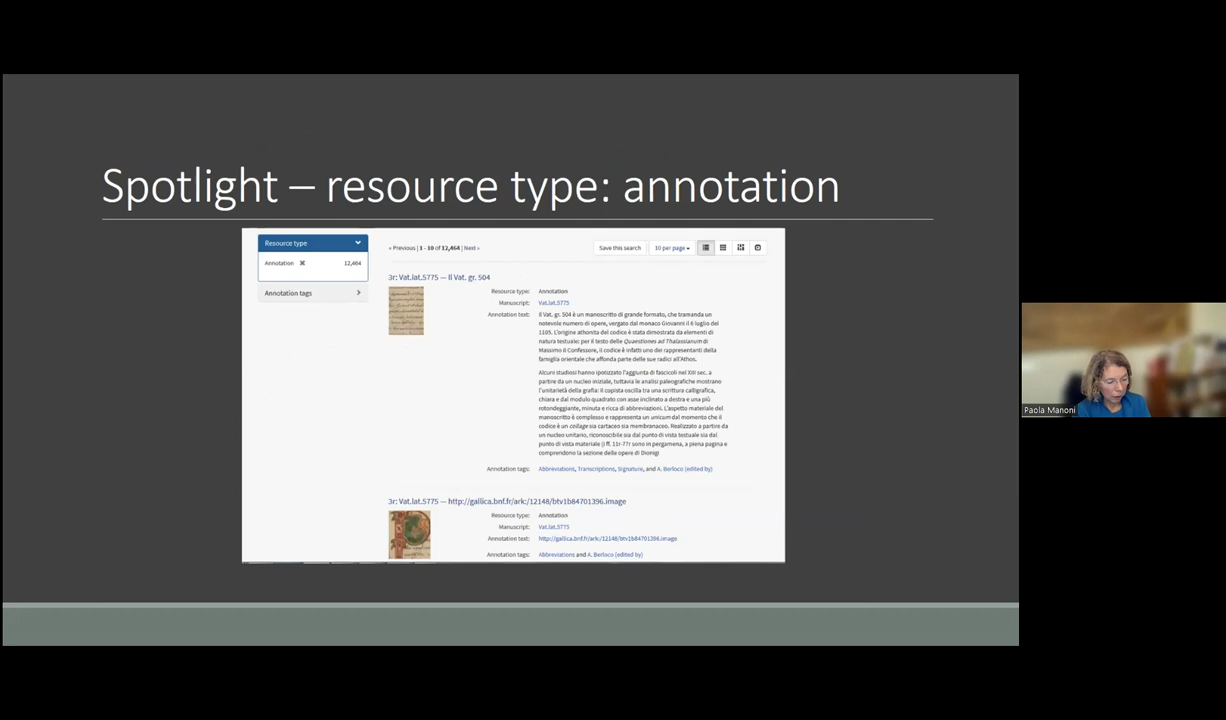 Spotlight – resource type: annotation
Resource type
Annotation ✖ 12,464
Annotation tags
« Previous | 1 - 10 of 12,464 | Next »
Save this search
10 per page
3r: Vat.lat.5775 — Il Vat. gr. 504
Resource type: Annotation
Manuscript: Vat.lat.5775
Annotation text: Il Vat. gr. 504 è un manoscritto di grande formato, che tramanda un
notevole numero di opere, vergato dal monaco Giovanni il 6 luglio del
1105. L'origine athonita del codice è stata dimostrata da elementi di
natura testuale: per il testo delle Quaestiones ad Thalassianum di
Massimo il Confessore, il codice è infatti uno dei rappresentanti della
famiglia orientale che affonda parte delle sue radici all'Athos.
Alcuni studiosi hanno ipotizzato l'aggiunta di fascicoli nel XIII sec. a
partire da un nucleo iniziale, tuttavia le analisi paleografiche mostrano
l'unitarietà della grafia: il copista oscilla tra una scrittura calligrafica,
chiara e dal modulo quadrato con asse inclinato a destra e una più
rotondeggiante, minuta e ricca di abbreviazioni. L'aspetto materiale del
manoscritto è complesso e rappresenta un unicum dal momento che il
codice è un collage sia cartaceo sia membranaceo. Realizzato a partire da
un nucleo unitario, riconoscibile sia dal punto di vista testuale sia dal
punto di vista materiale (i ff. 11r-77r sono in pergamena, a piena pagina e
comprendono la sezione delle opere di Dionigi
Annotation tags: Abbreviations, Transcriptions, Signature, and A. Berloco (edited by)
3r: Vat.lat.5775 — http://gallica.bnf.fr/ark:/12148/btv1b84701396.image
Resource type: Annotation
Manuscript: Vat.lat.5775
Annotation text: http://gallica.bnf.fr/ark:/12148/btv1b84701396.image
Annotation tags: Abbreviations and A. Berloco (edited by)
Paola Manoni